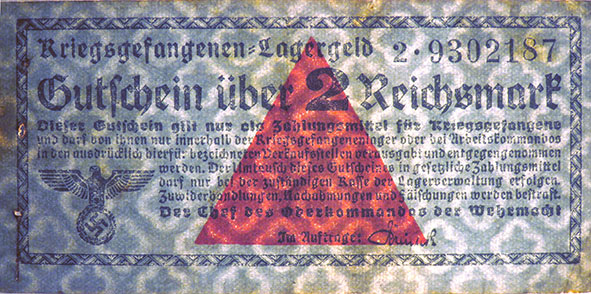 Kriegsgefangenen=Lagergeld 2·9302187
Gutschein über 2 Reichsmark
Dieser Gutschein gilt nur als Zahlungsmittel für Kriegsgefangene
und darf von ihnen nur innerhalb der Kriegsgefangenenlager oder bei Arbeitskommandos
in den ausdrücklich hierfür bezeichneten Verkaufsstellen verausgabt und entgegengenommen
werden. Der Umtausch dieses Gutscheines in gesetzliche Zahlungsmittel
darf nur bei der zuständigen Kasse der Lagerverwaltung erfolgen.
Zuwiderhandlungen, Nachahmungen und Fälschungen werden bestraft.
Der Chef des Oberkommandos der Wehrmacht
Im Auftrage: